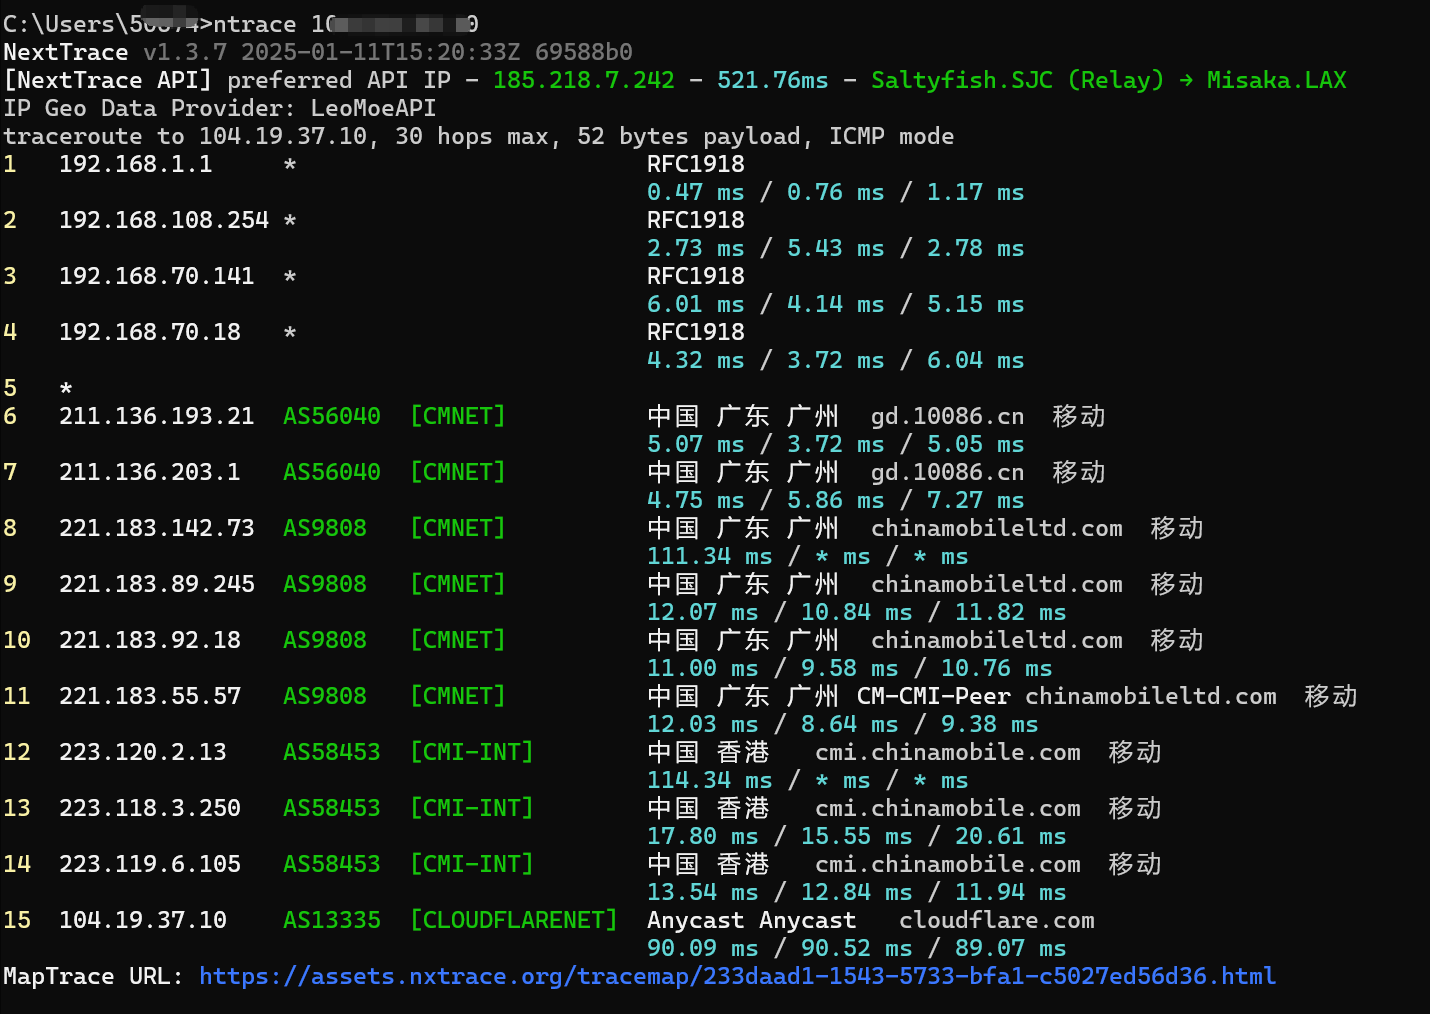 C:\Users\50874>ntrace 10
NextTrace v1.3.7 2025-01-11T15:20:33Z 69588b0
[NextTrace API] preferred API IP - 185.218.7.242 - 521.76ms - Saltyfish.SJC (Relay) → Misaka.LAX
IP Geo Data Provider: LeoMoeAPI
traceroute to 104.19.37.10, 30 hops max, 52 bytes payload, ICMP mode
1 192.168.1.1 * RFC1918
0.47 ms / 0.76 ms / 1.17 ms
2 192.168.108.254 * RFC1918
2.73 ms / 5.43 ms / 2.78 ms
3 192.168.70.141 * RFC1918
6.01 ms / 4.14 ms / 5.15 ms
4 192.168.70.18 * RFC1918
4.32 ms / 3.72 ms / 6.04 ms
5 *
6 211.136.193.21 AS56040 [CMNET] 中国 广东 广州 gd.10086.cn 移动
5.07 ms / 3.72 ms / 5.05 ms
7 211.136.203.1 AS56040 [CMNET] 中国 广东 广州 gd.10086.cn 移动
4.75 ms / 5.86 ms / 7.27 ms
8 221.183.142.73 AS9808 [CMNET] 中国 广东 广州 chinamobileltd.com 移动
111.34 ms / * ms / * ms
9 221.183.89.245 AS9808 [CMNET] 中国 广东 广州 chinamobileltd.com 移动
12.07 ms / 10.84 ms / 11.82 ms
10 221.183.92.18 AS9808 [CMNET] 中国 广东 广州 chinamobileltd.com 移动
11.00 ms / 9.58 ms / 10.76 ms
11 221.183.55.57 AS9808 [CMNET] 中国 广东 广州 CM-CMI-Peer chinamobileltd.com 移动
12.03 ms / 8.64 ms / 9.38 ms
12 223.120.2.13 AS58453 [CMI-INT] 中国 香港 cmi.chinamobile.com 移动
114.34 ms / * ms / * ms
13 223.118.3.250 AS58453 [CMI-INT] 中国 香港 cmi.chinamobile.com 移动
17.80 ms / 15.55 ms / 20.61 ms
14 223.119.6.105 AS58453 [CMI-INT] 中国 香港 cmi.chinamobile.com 移动
13.54 ms / 12.84 ms / 11.94 ms
15 104.19.37.10 AS13335 [CLOUDFLARENET] Anycast Anycast cloudflare.com
90.09 ms / 90.52 ms / 89.07 ms
MapTrace URL: https://assets.nxtrace.org/tracemap/233daad1-1543-5733-bfa1-c5027ed56d36.html